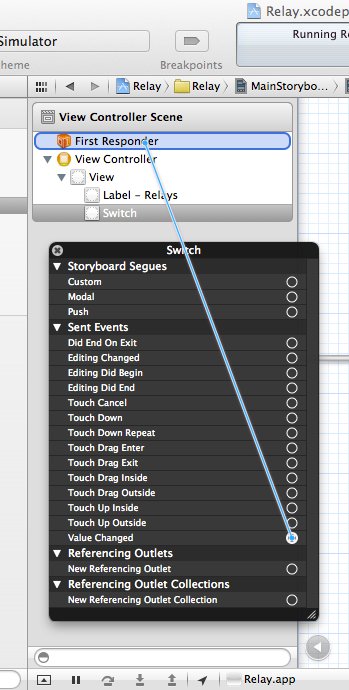 Relay.xcodep
Simulator
Running Re
heme
Breakpoints
Relay
Relay
MainStorybo...
View Controller Scene
First Responder
View Controller
View
Label - Relays
Switch
Switch
Storyboard Segues
Custom
Modal
Push
Sent Events
Did End On Exit
Editing Changed
Editing Did Begin
Editing Did End
Touch Cancel
Touch Down
Touch Down Repeat
Touch Drag Enter
Touch Drag Exit
Touch Drag Inside
Touch Drag Outside
Touch Up Inside
Touch Up Outside
Value Changed
Referencing Outlets
New Referencing Outlet
Referencing Outlet Collections
New Referencing Outlet Collection
Relay.app